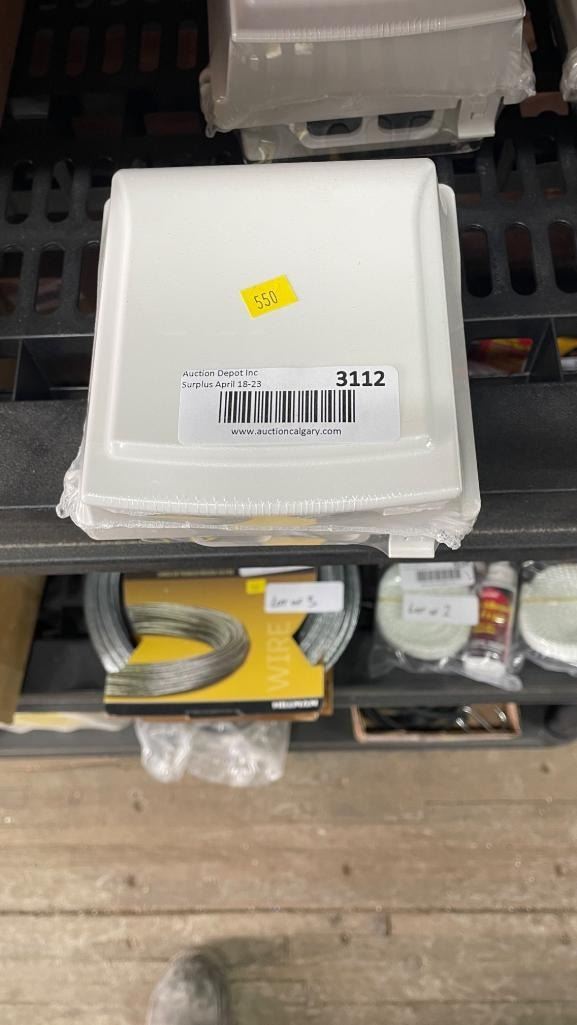 550
Auction Depot Inc
Surplus April 18-23
3112
www.auctioncalgary.com
Lot of 3
WIRE
HILLMAN
Lot of 2